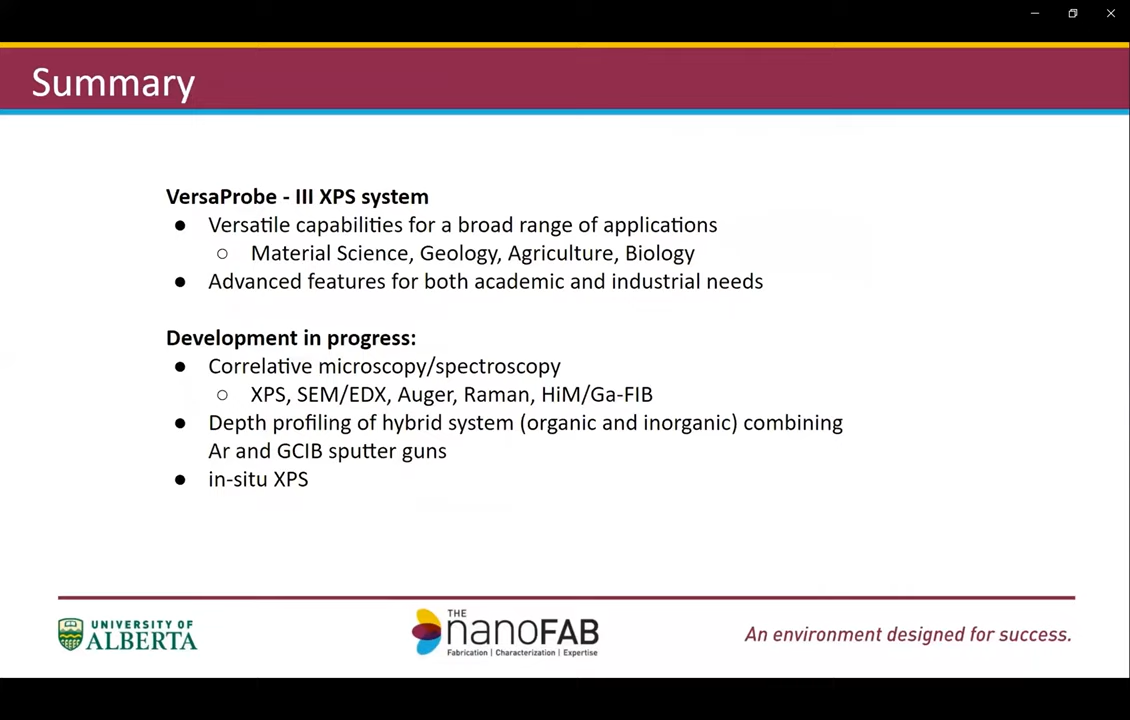 Summary
VersaProbe - III XPS system
● Versatile capabilities for a broad range of applications
○ Material Science, Geology, Agriculture, Biology
● Advanced features for both academic and industrial needs
Development in progress:
● Correlative microscopy/spectroscopy
○ XPS, SEM/EDX, Auger, Raman, HiM/Ga-FIB
● Depth profiling of hybrid system (organic and inorganic) combining
Ar and GCIB sputter guns
● in-situ XPS
UNIVERSITY OF
ALBERTA
THE
nanoFAB
Fabrication | Characterization | Expertise
An environment designed for success.